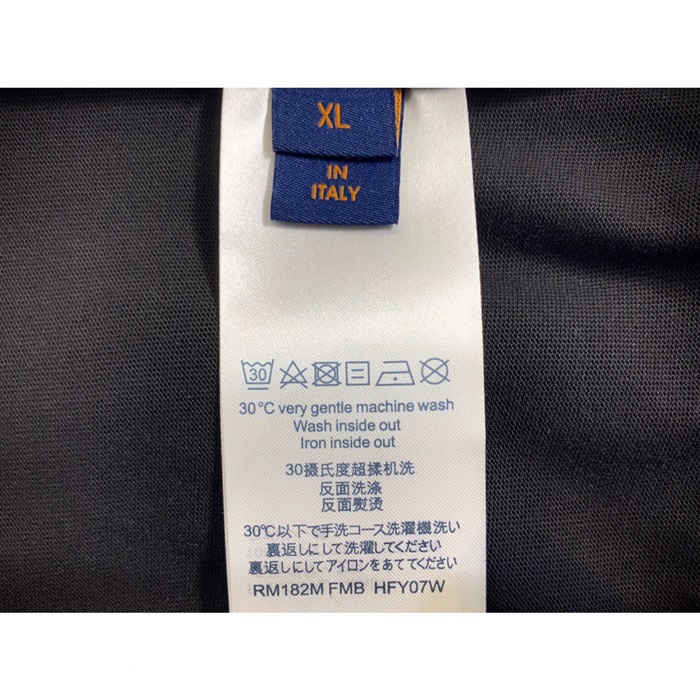 XL
IN
ITALY
30
30°C very gentle machine wash
Wash inside out
Iron inside out
30摄氏度超揉机洗
反面洗涤
反面熨烫
30℃以下で手洗コース洗濯機洗い
裏返しにして洗濯してください
裏返しにしてアイロンをあててください
RM182M FMB HFY07W